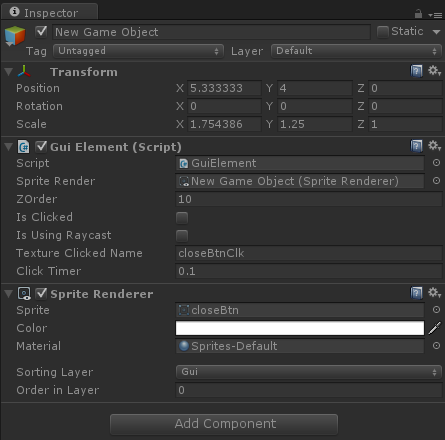 Inspector
New Game Object Static
Tag Untagged Layer Default
Transform
Position X 5.333333 Y 4 Z 0
Rotation X 0 Y 0 Z 0
Scale X 1.754386 Y 1.25 Z 1
Gui Element (Script)
Script GuiElement
Sprite Render New Game Object (Sprite Renderer)
ZOrder 10
Is Clicked
Is Using Raycast
Texture Clicked Name closeBtnClk
Click Timer 0.1
Sprite Renderer
Sprite closeBtn
Color
Material Sprites-Default
Sorting Layer Gui
Order in Layer 0
Add Component